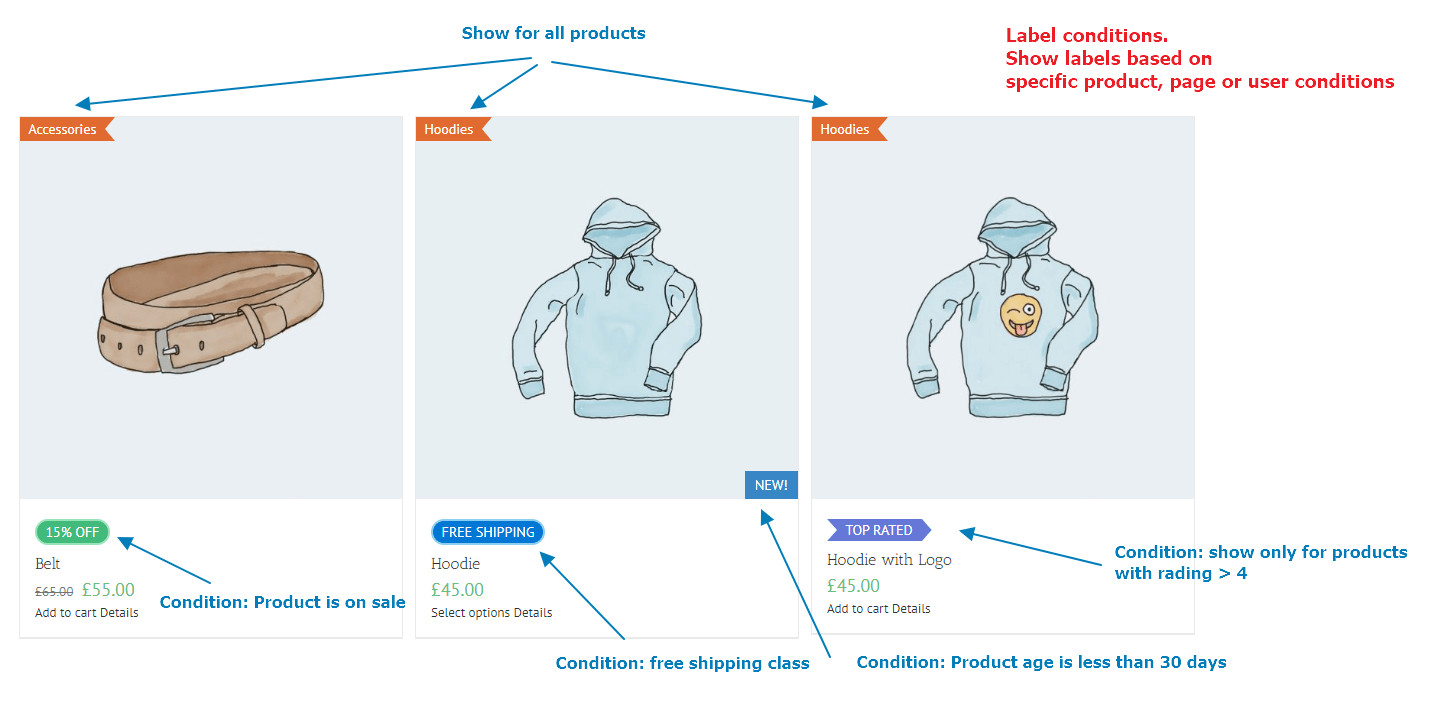 Show for all products
Label conditions.
Show labels based on
specific product, page or user conditions
Accessories
Hoodies
Hoodies
NEW!
15% OFF
FREE SHIPPING
TOP RATED
Belt
Hoodie
Hoodie with Logo
£65.00 £55.00
£45.00
£45.00
Add to cart Details
Select options Details
Add to cart Details
Condition: Product is on sale
Condition: show only for products
with rading > 4
Condition: free shipping class
Condition: Product age is less than 30 days